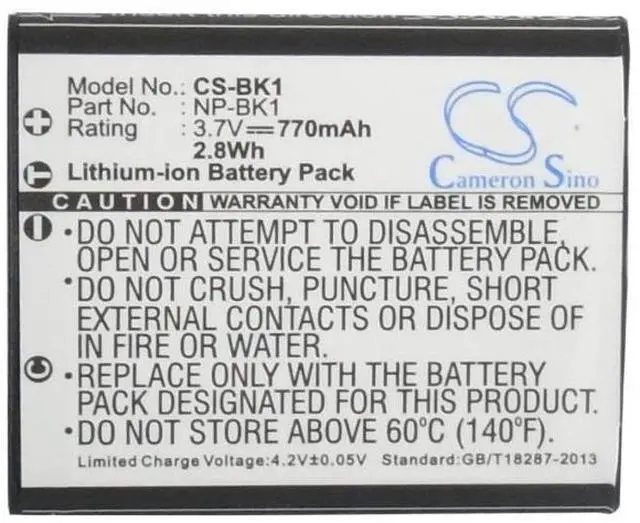 Model No.: CS-BK1
Part No. : NP-BK1
Rating : 3.7V⎓770mAh
2.8Wh
Lithium-ion Battery Pack
CS
Cameron Sino
CAUTION WARRANTY VOID IF LABEL IS REMOVED
•DO NOT ATTEMPT TO DISASSEMBLE,
OPEN OR SERVICE THE BATTERY PACK.
•DO NOT CRUSH, PUNCTURE, SHORT
EXTERNAL CONTACTS OR DISPOSE OF
IN FIRE OR WATER.
•REPLACE ONLY WITH THE BATTERY
PACK DESIGNATED FOR THIS SYSTEM.
•DO NOT STORE ABOVE 60°C (140°F).
Limited Charge Voltage:4.2V±0.05V Standard:GB/T18287-2013